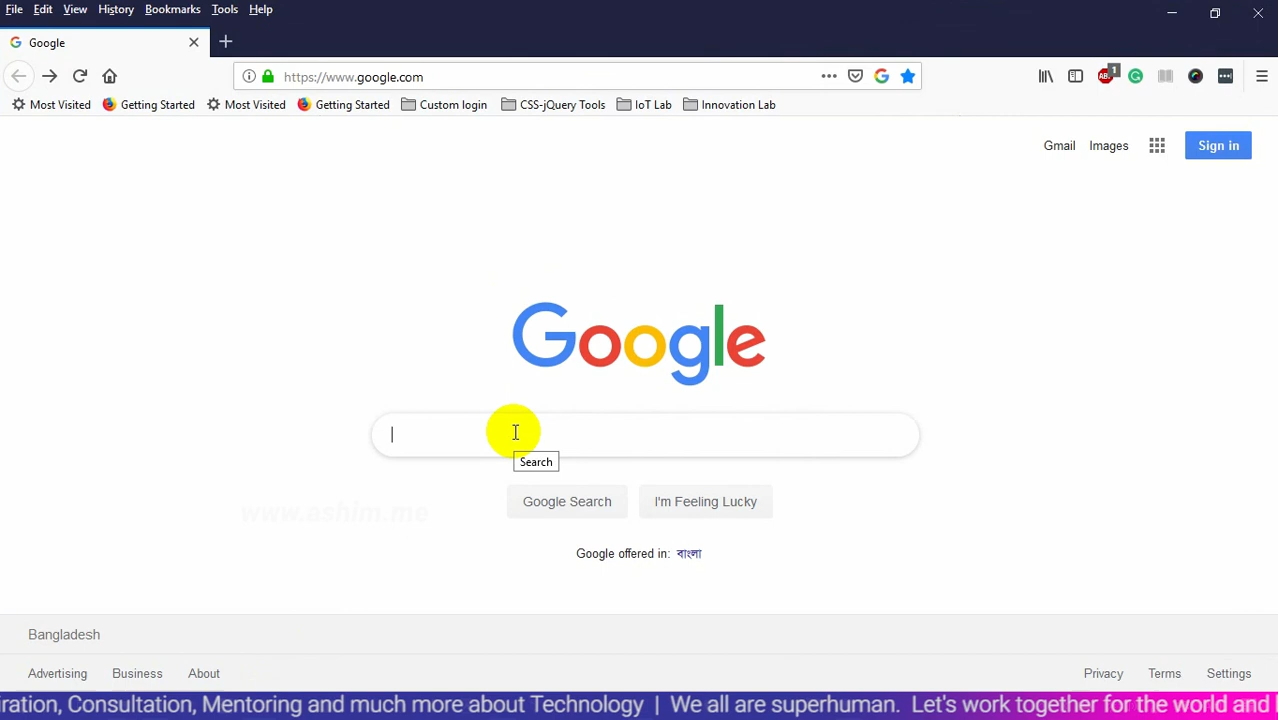 File Edit View History Bookmarks Tools Help
Google
https://www.google.com
ABP 1
Most Visited Getting Started Most Visited Getting Started Custom login CSS-jQuery Tools IoT Lab Innovation Lab
Gmail Images Sign in
Google
Search
Google Search I'm Feeling Lucky
www.ashim.me
Google offered in: বাংলা
Bangladesh
Advertising Business About Privacy Terms Settings
Consultation, Mentoring and much more about Technology | We all are superhuman. Let's work together for the world and